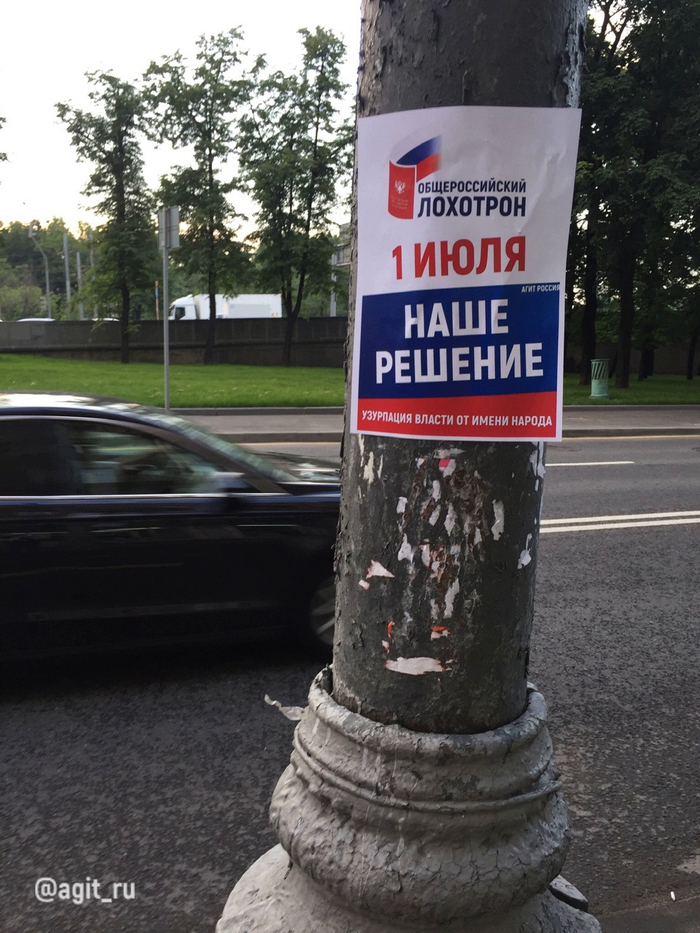 ОБЩЕРОССИЙСКИЙ
ЛОХОТРОН
1 ИЮЛЯ
АГИТ РОССИЯ
НАШЕ
РЕШЕНИЕ
УЗУРПАЦИЯ ВЛАСТИ ОТ ИМЕНИ НАРОДА
@agit_ru